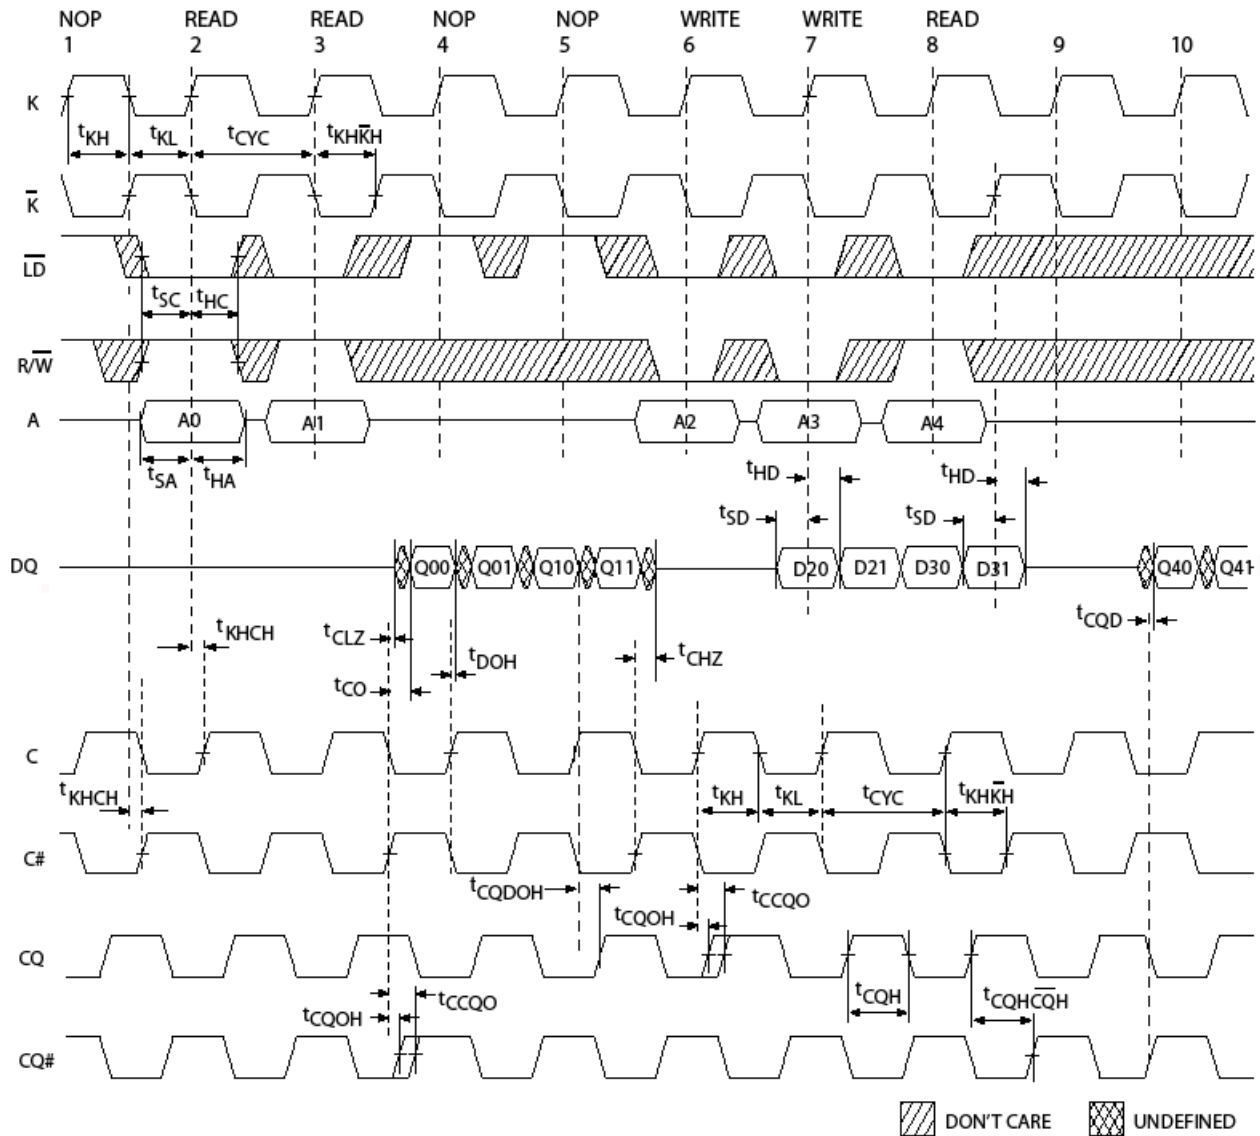 NOP READ READ NOP NOP WRITE WRITE READ
1 2 3 4 5 6 7 8 9 10
K
tKH tKL tCYC tKHK̅H
K̅
L̅D̅
tSC tHC
R/W̅
A A0 A1 A2 A3 A4
tSA tHA
tHD tHD
tSD tSD
DQ Q00 Q01 Q10 Q11 D20 D21 D30 D31 Q40 Q41
tKHCH tCLZ tDOH tCHZ tCQD
tCO
C
tKHCH tKH tKL tCYC tKHK̅H
C#
tCQDOH tCQOH tCCQO
CQ
tCQOH tCCQO tCQH tCQHC̅Q̅H
CQ#
DON'T CARE UNDEFINED